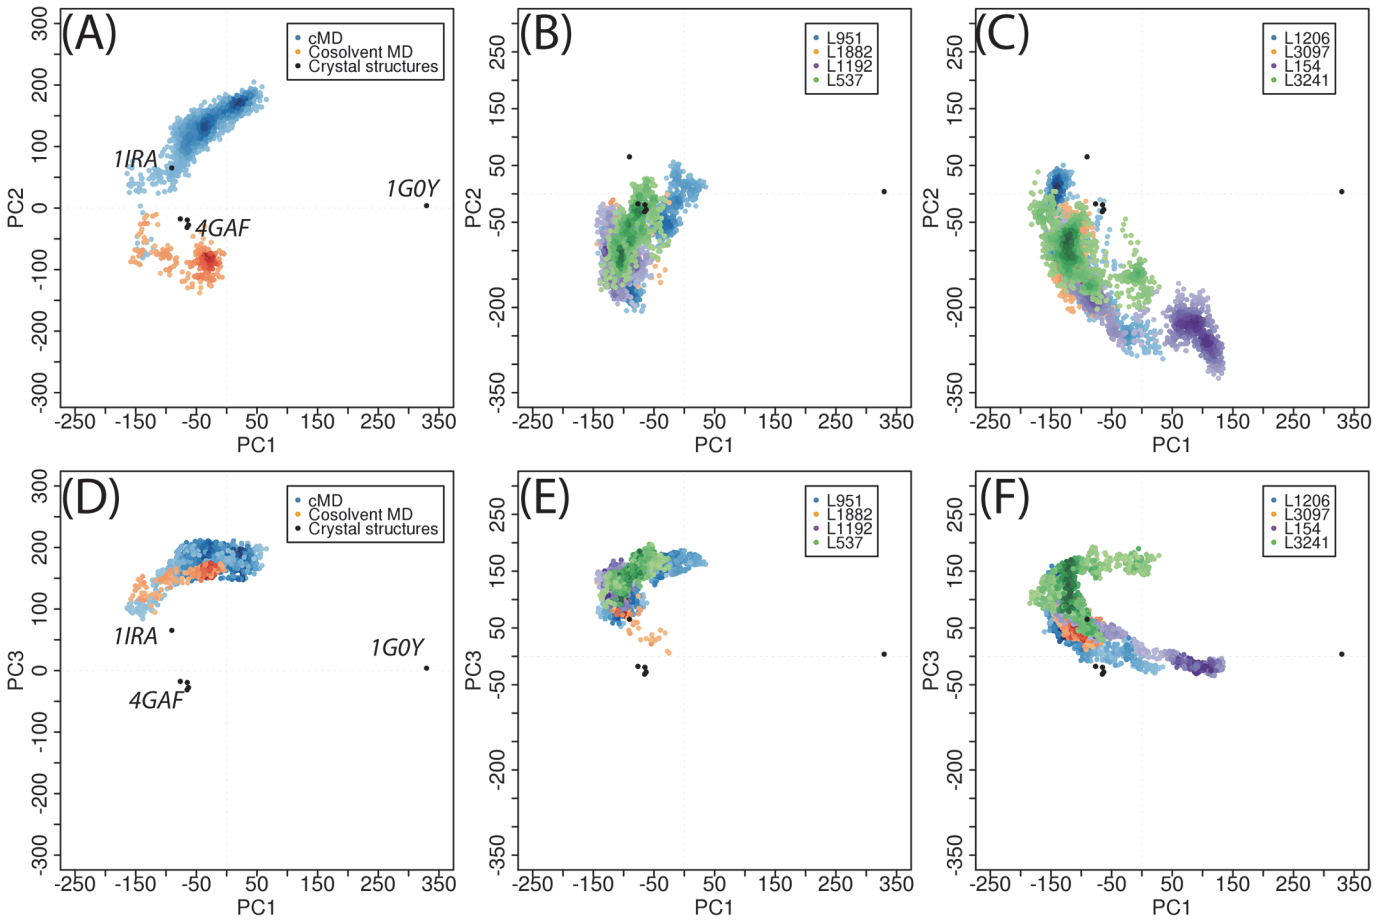 (A)
cMD
Cosolvent MD
Crystal structures
1IRA
1G0Y
4GAF
PC2
300
200
100
0
-100
-200
-300
-250 -150 -50 50 150 250 350
PC1
(B)
L951
L1882
L1192
L537
PC2
250
150
50
-50
-200
-350
-250 -150 -50 50 150 250 350
PC1
(C)
L1206
L3097
L154
L3241
PC2
250
150
50
-50
-200
-350
-250 -150 -50 50 150 250 350
PC1
(D)
cMD
Cosolvent MD
Crystal structures
1IRA
1G0Y
4GAF
PC3
300
200
100
0
-100
-200
-300
-250 -150 -50 50 150 250 350
PC1
(E)
L951
L1882
L1192
L537
PC3
250
150
50
-50
-200
-350
-250 -150 -50 50 150 250 350
PC1
(F)
L1206
L3097
L154
L3241
PC3
250
150
50
-50
-200
-350
-250 -150 -50 50 150 250 350
PC1